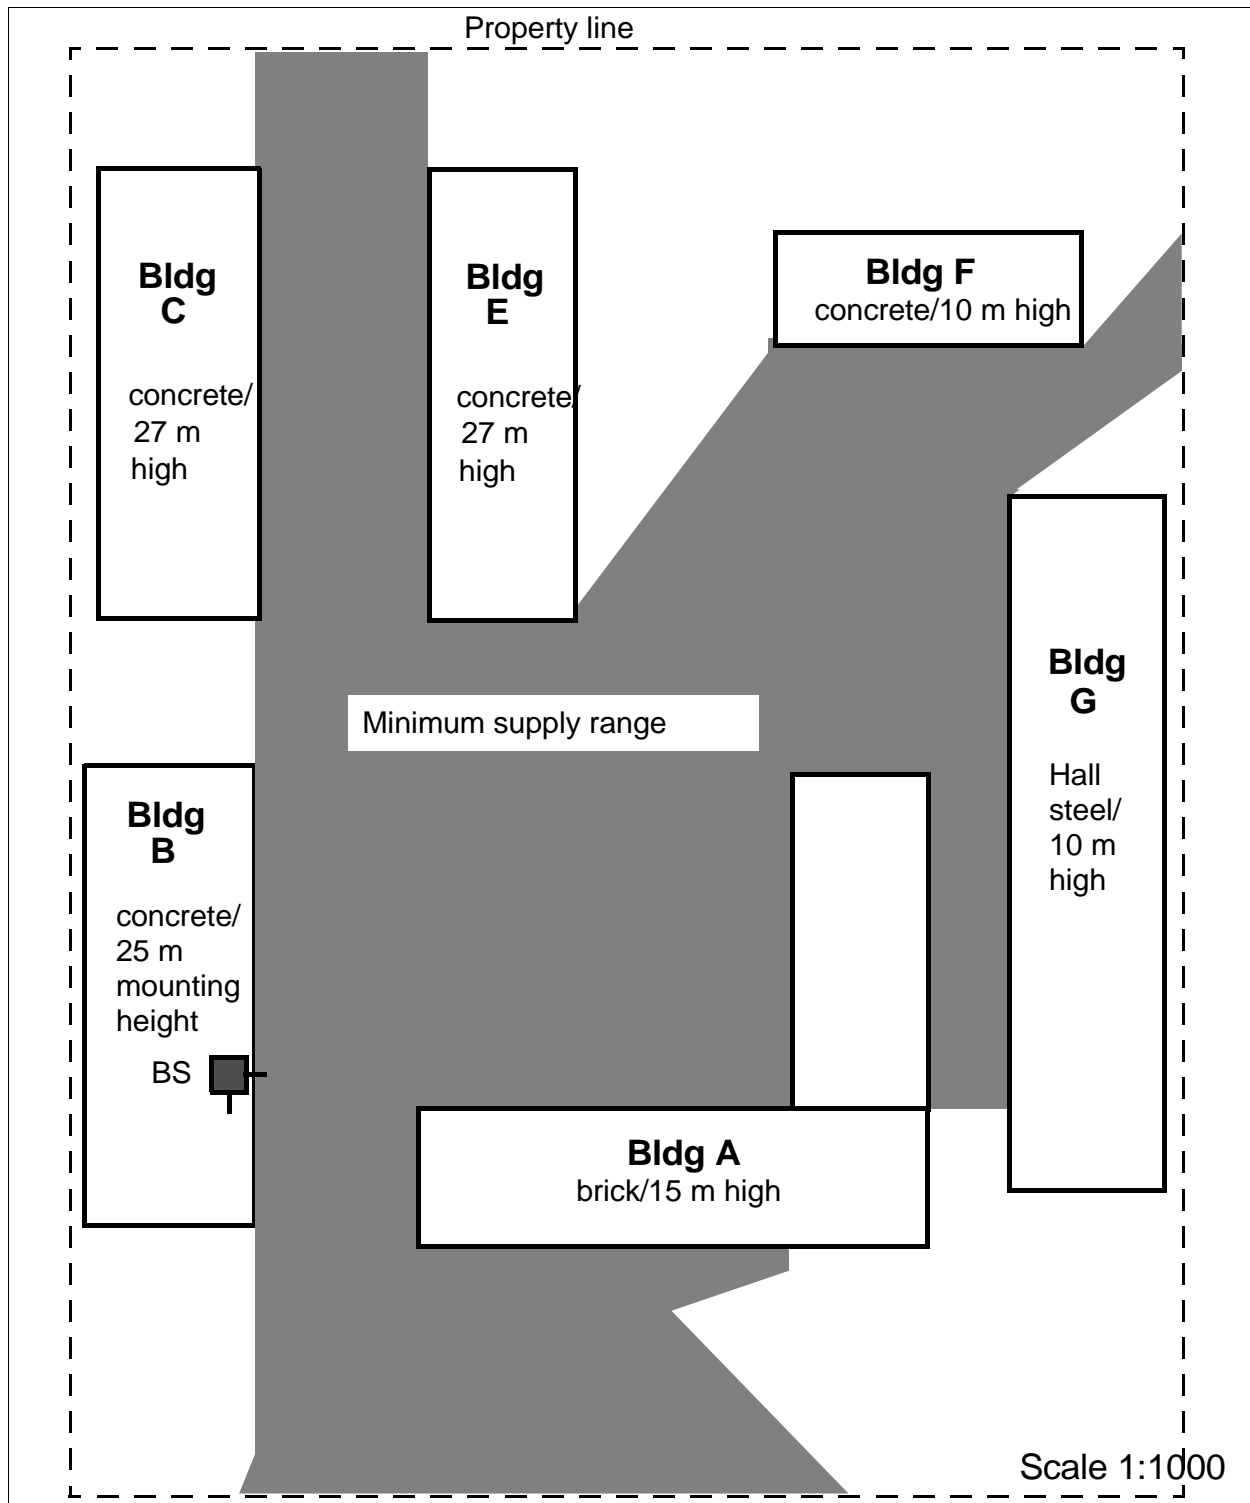 Property line
Bldg
C
concrete/
27 m
high
Bldg
E
concrete/
27 m
high
Bldg F
concrete/10 m high
Minimum supply range
Bldg
G
Hall
steel/
10 m
high
Bldg
B
concrete/
25 m
mounting
height
BS
Bldg A
brick/15 m high
Scale 1:1000